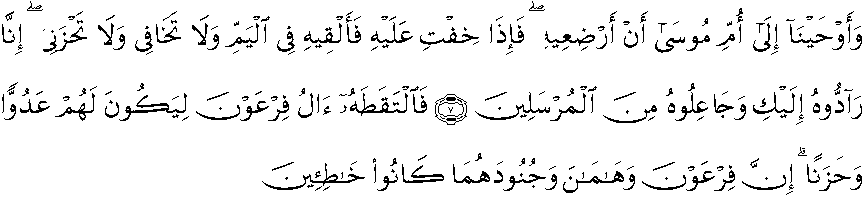 وَأَوْحَيْنَآ إِلَىٰٓ أُمِّ مُوسَىٰٓ أَنْ أَرْضِعِيهِ ۖ فَإِذَا خِفْتِ عَلَيْهِ فَأَلْقِيهِ فِى ٱلْيَمِّ وَلَا تَخَافِى وَلَا تَحْزَنِىٓ ۖ إِنَّا
رَآدُّوهُ إِلَيْكِ وَجَاعِلُوهُ مِنَ ٱلْمُرْسَلِينَ ﴿٧﴾ فَٱلْتَقَطَهُۥٓ ءَالُ فِرْعَوْنَ لِيَكُونَ لَهُمْ عَدُوًّا
وَحَزَنًا ۗ إِنَّ فِرْعَوْنَ وَهَـٰمَـٰنَ وَجُنُودَهُمَا كَانُوا۟ خَـٰطِـِٔينَ